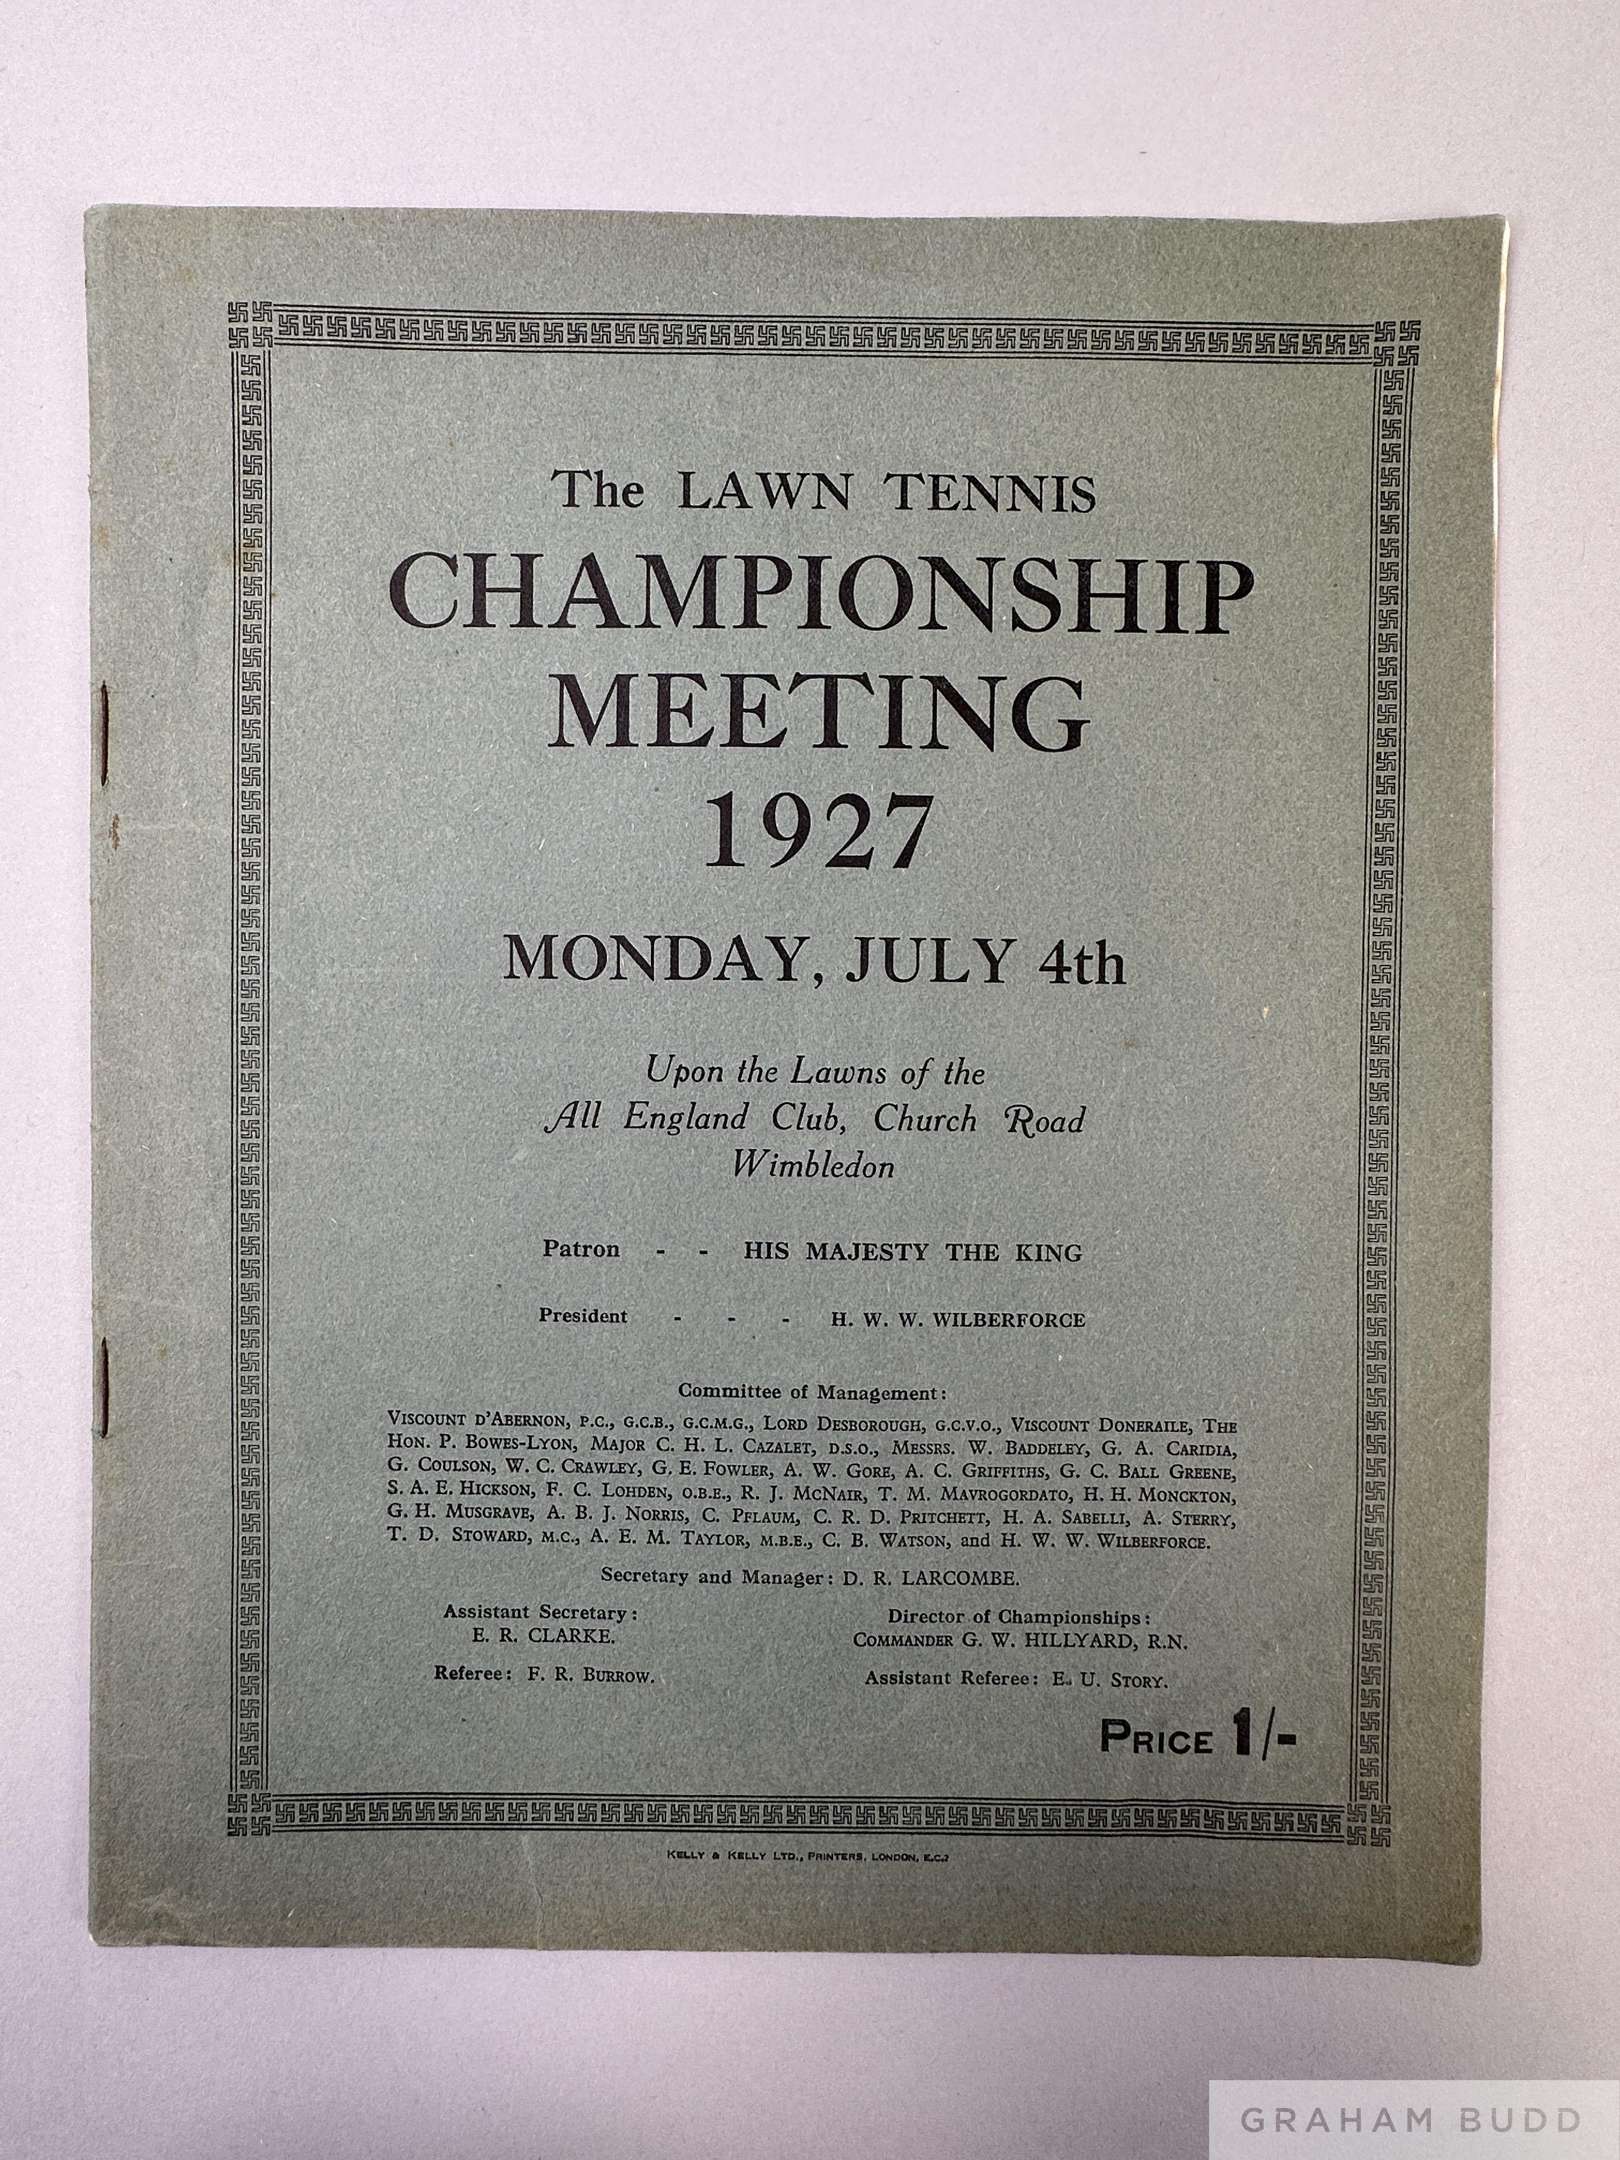 The LAWN TENNIS
CHAMPIONSHIP
MEETING
1927
MONDAY, JULY 4th
Upon the Lawns of the
All England Club, Church Road
Wimbledon
Patron - - HIS MAJESTY THE KING
President - - - H. W. W. WILBERFORCE
Committee of Management:
VISCOUNT D'ABERNON, P.C., G.C.B., G.C.M.G., LORD DESBOROUGH, G.C.V.O., VISCOUNT DONERAILE, THE
HON. P. BOWES-LYON, MAJOR C. H. L. CAZALET, D.S.O., MESSRS. W. BADDELEY, G. A. CARIDIA,
G. COULSON, W. C. CRAWLEY, G. E. FOWLER, A. W. GORE, A. C. GRIFFITHS, G. C. BALL GREENE,
S. A. E. HICKSON, F. C. LOHDEN, O.B.E., R. J. MCNAIR, T. M. MAVROGORDATO, H. H. MONCKTON,
G. H. MUSGRAVE, A. B. J. NORRIS, C. PFLAUM, C. R. D. PRITCHETT, H. A. SABELLI, A. STERRY,
T. D. STOWARD, M.C., A. E. M. TAYLOR, M.B.E., C. B. WATSON, and H. W. W. WILBERFORCE.
Secretary and Manager: D. R. LARCOMBE.
Assistant Secretary:
E. R. CLARKE.
Director of Championships:
COMMANDER G. W. HILLYARD, R.N.
Referee: F. R. BURROW.
Assistant Referee: E. U. STORY.
PRICE 1/-
KELLY & KELLY LTD., PRINTERS, LONDON, E.C.2
GRAHAM BUDD